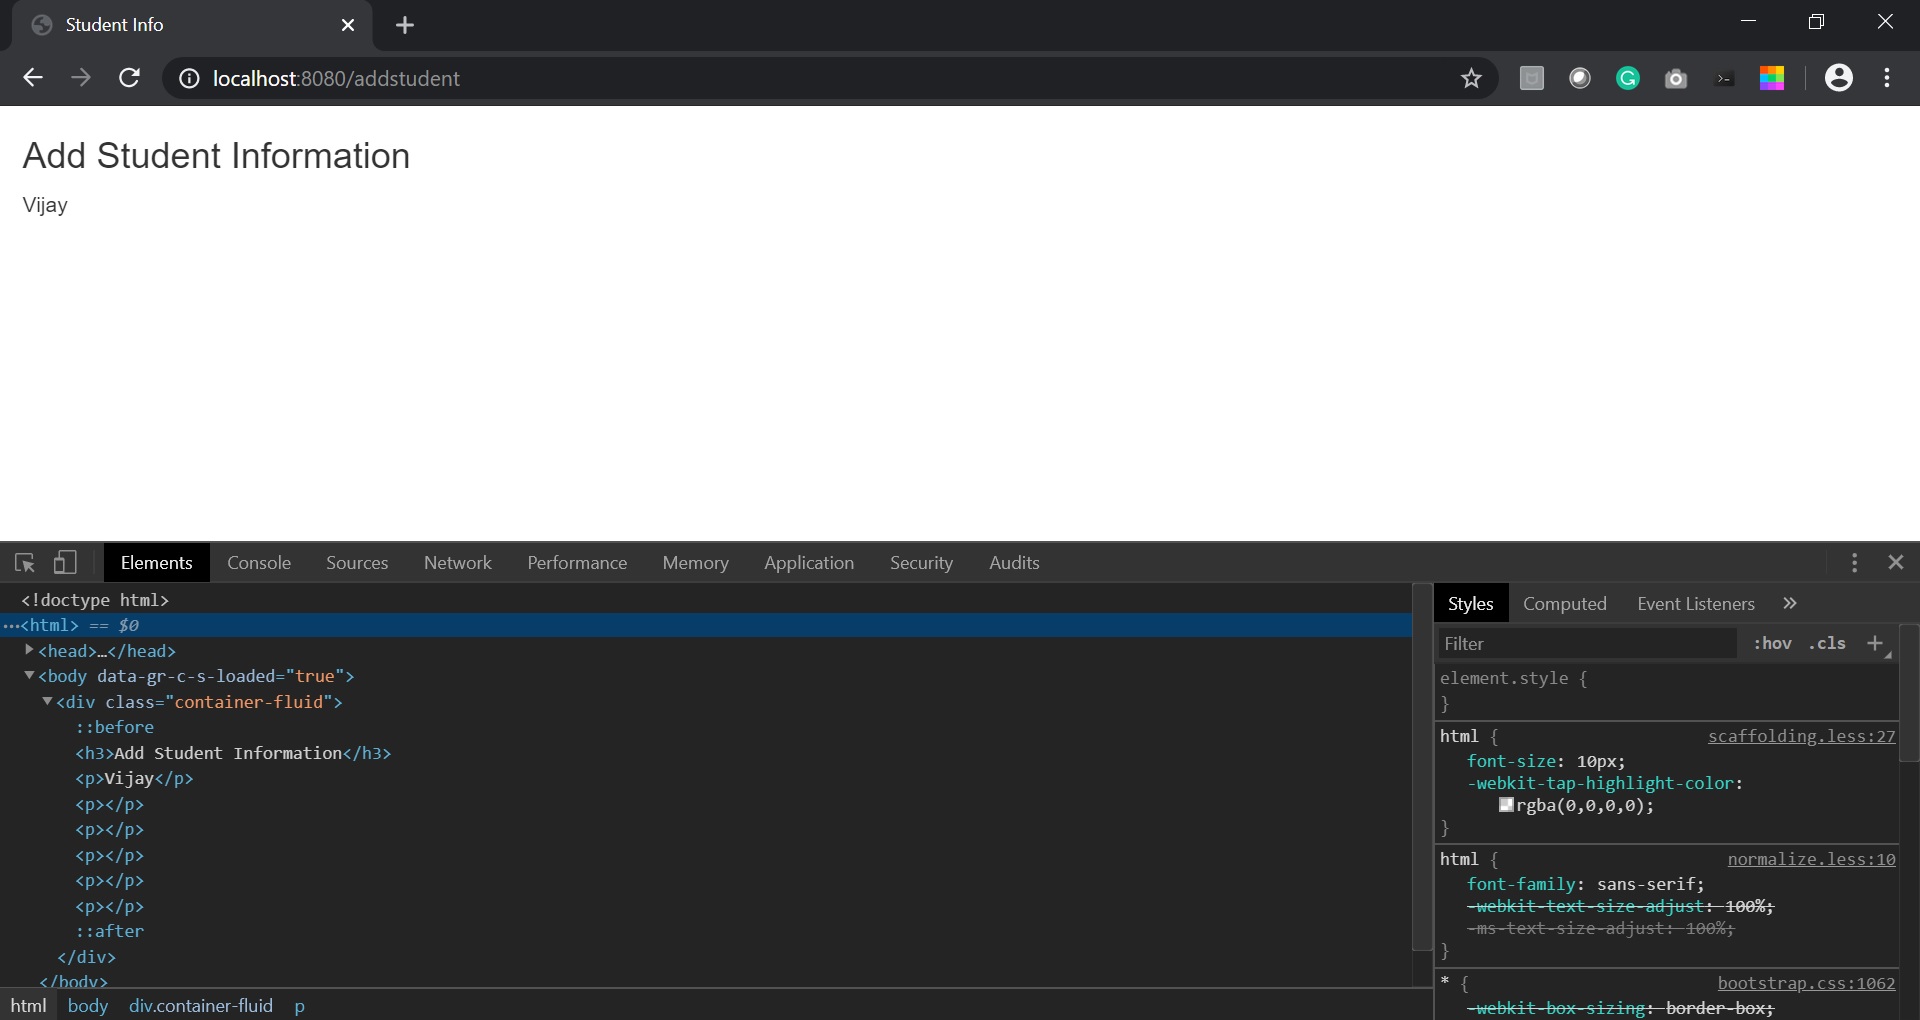 Student Info
localhost:8080/addstudent
Add Student Information
Vijay
Elements Console Sources Network Performance Memory Application Security Audits
<!doctype html>
…<html> == $0
<head>…</head>
<body data-gr-c-s-loaded="true">
<div class="container-fluid">
::before
<h3>Add Student Information</h3>
<p>Vijay</p>
<p></p>
<p></p>
<p></p>
<p></p>
<p></p>
::after
</div>
</body>
html body div.container-fluid p
Styles Computed Event Listeners »
Filter :hov .cls +
element.style {
}
html { scaffolding.less:27
font-size: 10px;
-webkit-tap-highlight-color:
rgba(0,0,0,0);
}
html { normalize.less:10
font-family: sans-serif;
-webkit-text-size-adjust: 100%;
-ms-text-size-adjust: 100%;
}
* { bootstrap.css:1062
-webkit-box-sizing: border-box;